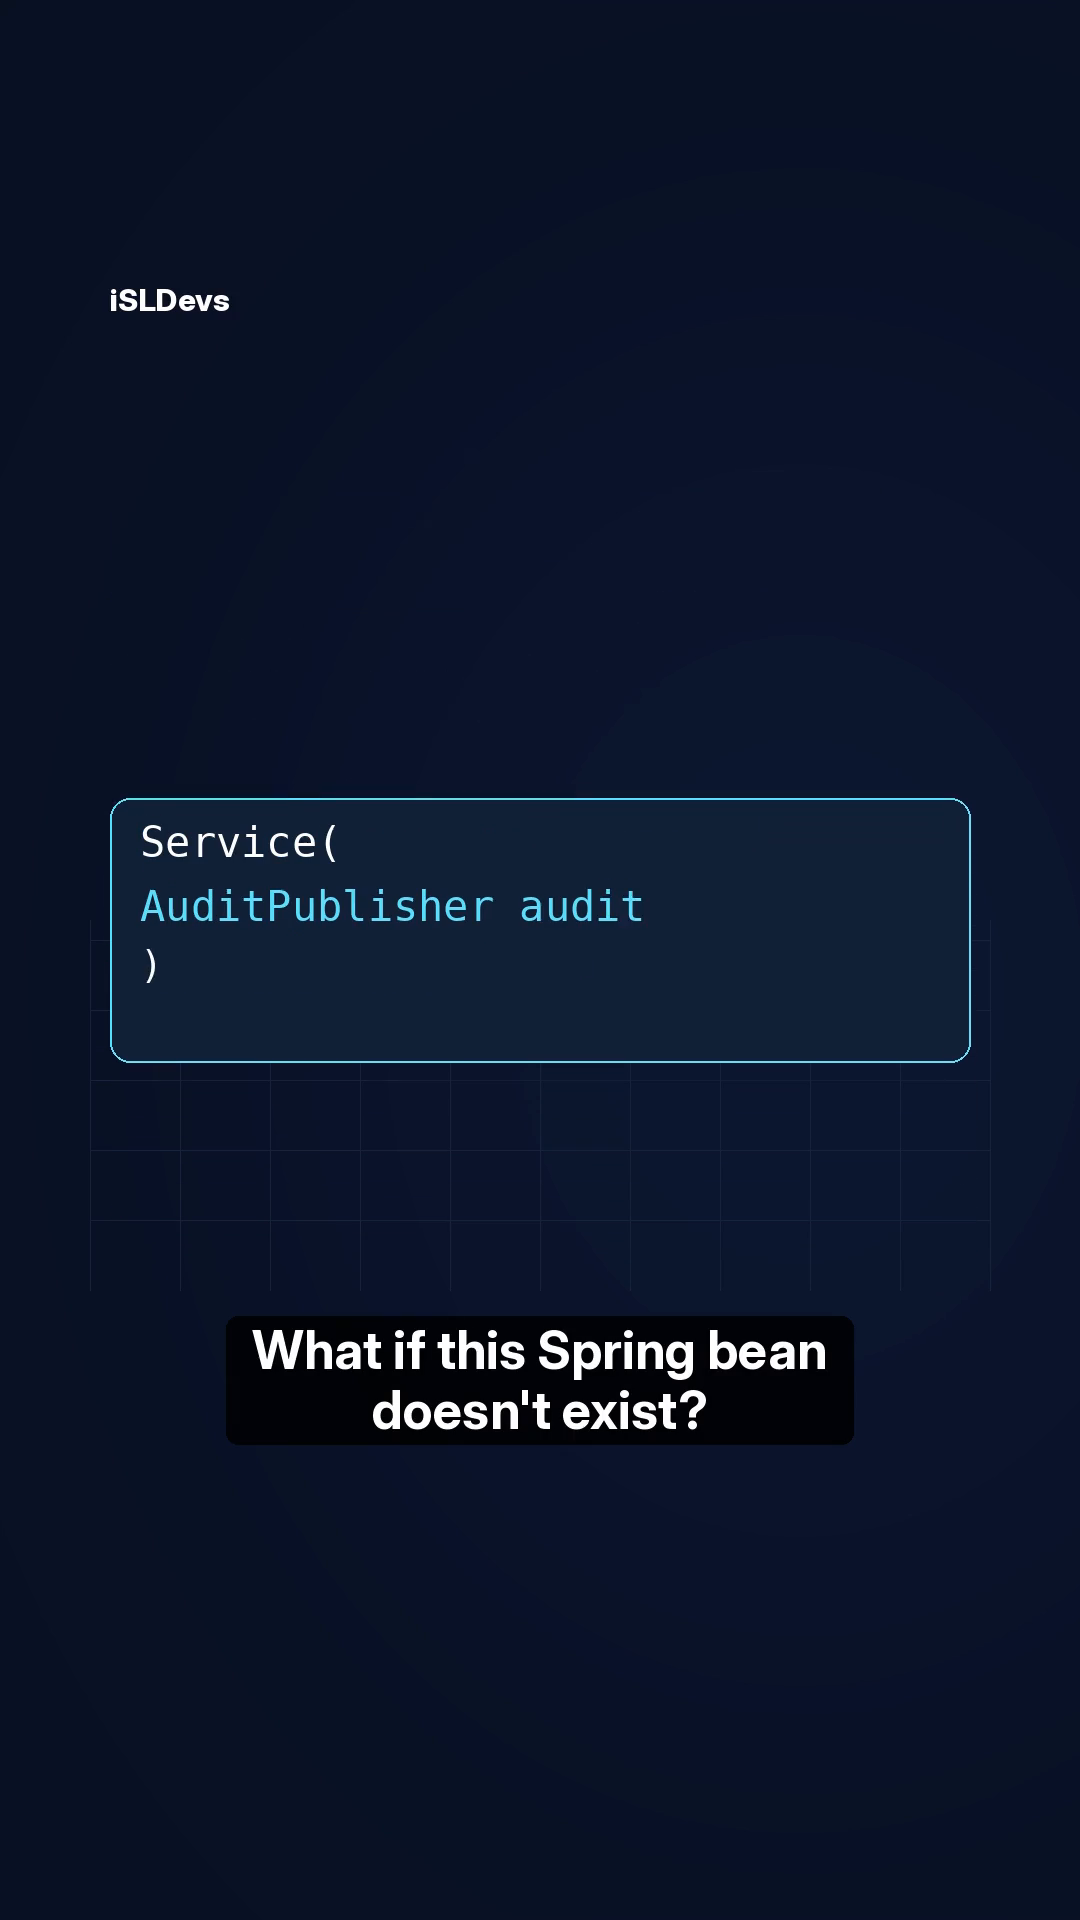 iSLDevs
Service(
AuditPublisher audit
)
What if this Spring bean
doesn't exist?